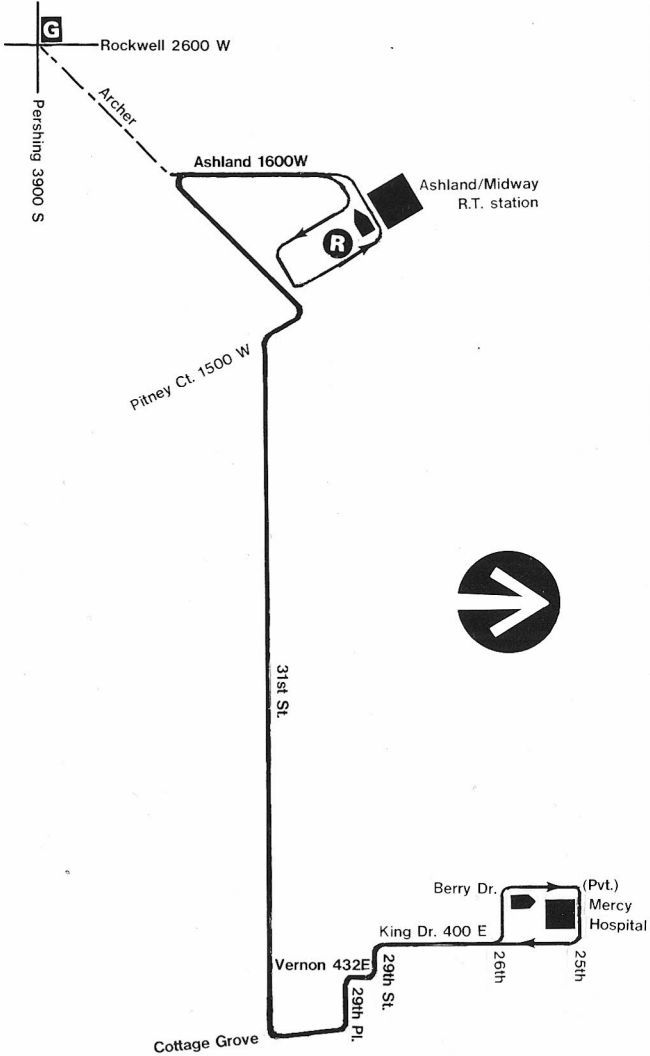 G
Rockwell 2600 W
Archer
Pershing 3900 S
Ashland 1600W
Ashland/Midway
R.T. station
R
Pitney Ct. 1500 W
31st St.
Berry Dr.
(Pvt.)
Mercy
Hospital
King Dr. 400 E
26th
25th
Vernon 432E
29th St.
29th Pl.
Cottage Grove